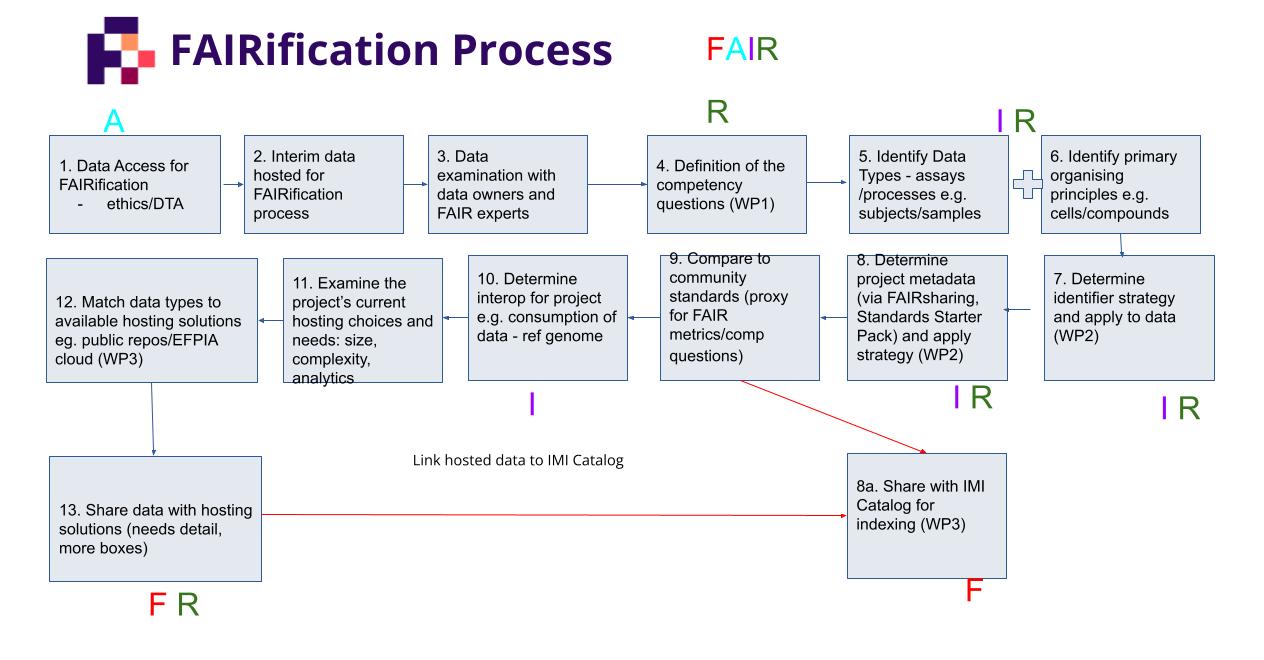 FAIRification Process
FAIR
A
R
I R
1. Data Access for
FAIRification
- ethics/DTA
2. Interim data
hosted for
FAIRification
process
3. Data
examination with
data owners and
FAIR experts
4. Definition of the
competency
questions (WP1)
5. Identify Data
Types - assays
/processes e.g.
subjects/samples
6. Identify primary
organising
principles e.g.
cells/compounds
12. Match data types to
available hosting solutions
eg. public repos/EFPIA
cloud (WP3)
11. Examine the
project's current
hosting choices and
needs: size,
complexity,
analytics
10. Determine
interop for project
e.g. consumption of
data - ref genome
9. Compare to
community
standards (proxy
for FAIR
metrics/comp
questions)
8. Determine
project metadata
(via FAIRsharing,
Standards Starter
Pack) and apply
strategy (WP2)
7. Determine
identifier strategy
and apply to data
(WP2)
I
I R
I R
Link hosted data to IMI Catalog
13. Share data with hosting
solutions (needs detail,
more boxes)
8a. Share with IMI
Catalog for
indexing (WP3)
F R
F